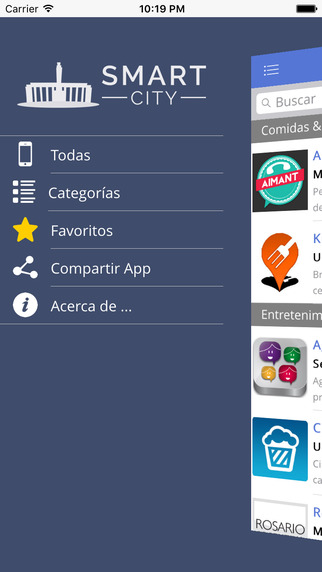 Carrier 10:19 PM
SMART
CITY
Todas
Categorías
Favoritos
Compartir App
Acerca de ...
Buscar
Comidas &
A
AIMANT
M
Pe
de
K
U
Br
ce
Entretenim
A
Se
Ag
pr
C
U
Ci
ca
R
ROSARIO
M